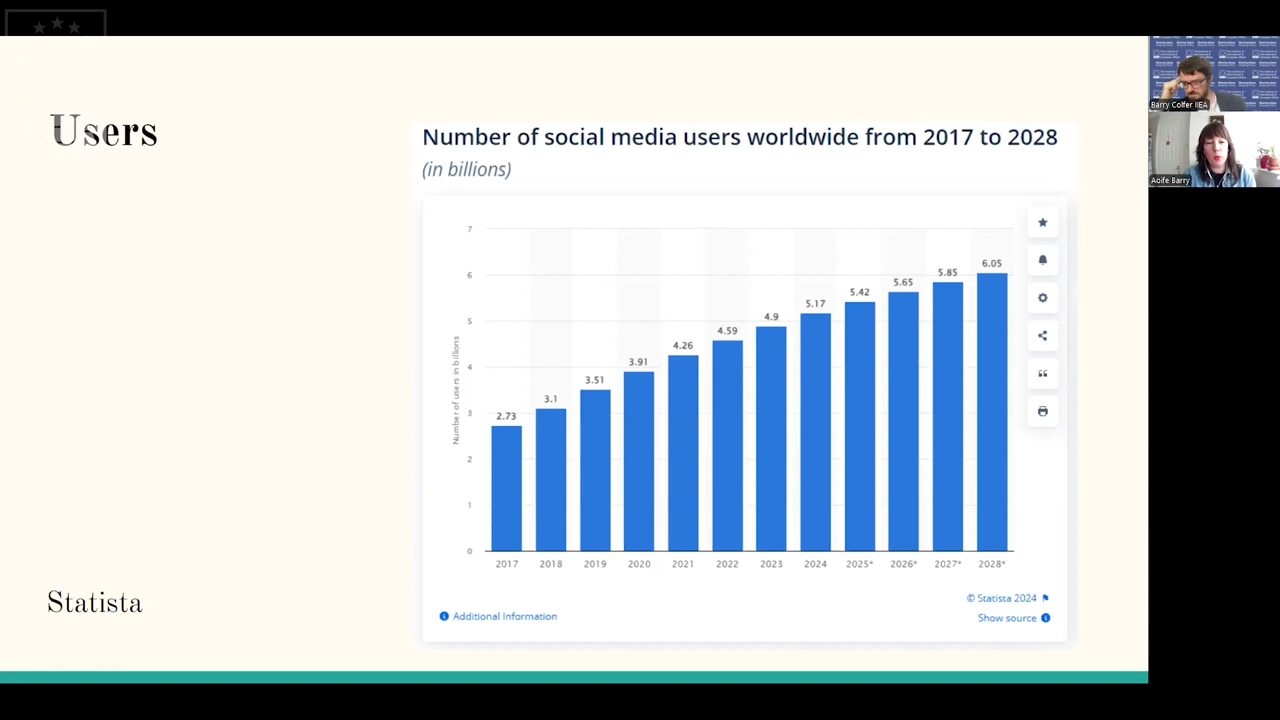 Users
Number of social media users worldwide from 2017 to 2028
(in billions)
Number of users in billions
7
6
5
4
3
2
1
0
2.73
3.1
3.51
3.91
4.26
4.59
4.9
5.17
5.42
5.65
5.85
6.05
2017 2018 2019 2020 2021 2022 2023 2024 2025* 2026* 2027* 2028*
© Statista 2024
Additional Information
Show source
Statista
Barry Colfer IIEA
Aoife Barry